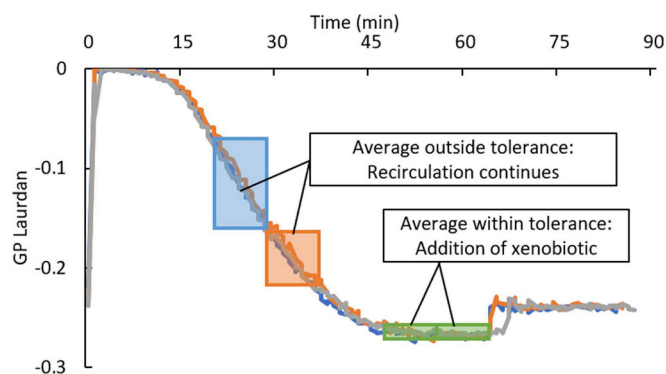 Time (min)
0 15 30 45 60 75 90
0
-0.1
-0.2
-0.3
GP Laurdan
Average outside tolerance:
Recirculation continues
Average within tolerance:
Addition of xenobiotic